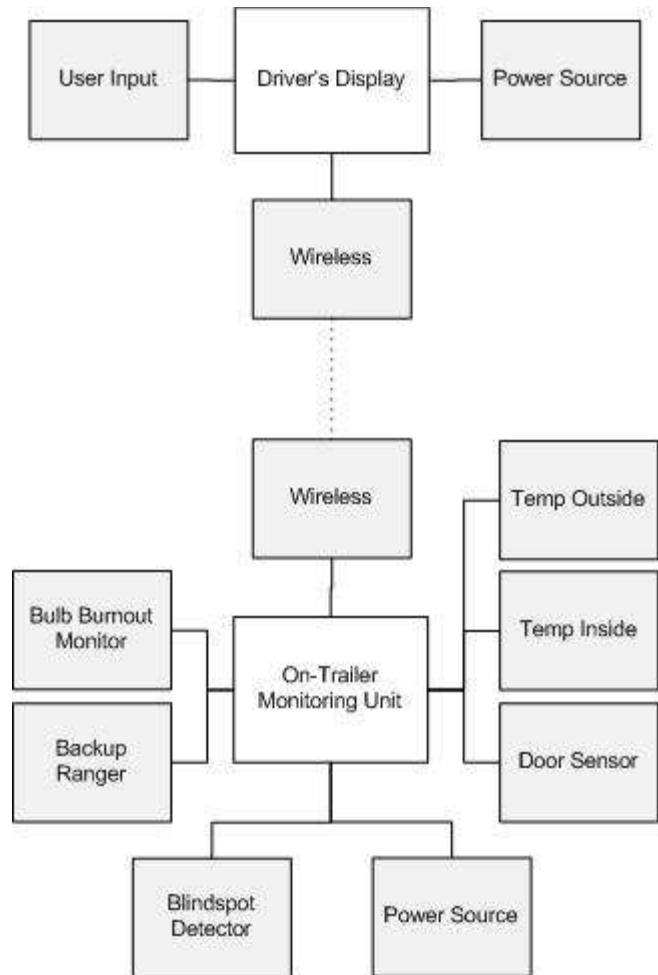 User Input
Driver's Display
Power Source
Wireless
Wireless
Temp Outside
Bulb Burnout
Monitor
Temp Inside
On-Trailer
Monitoring Unit
Backup
Ranger
Door Sensor
Blindspot
Detector
Power Source